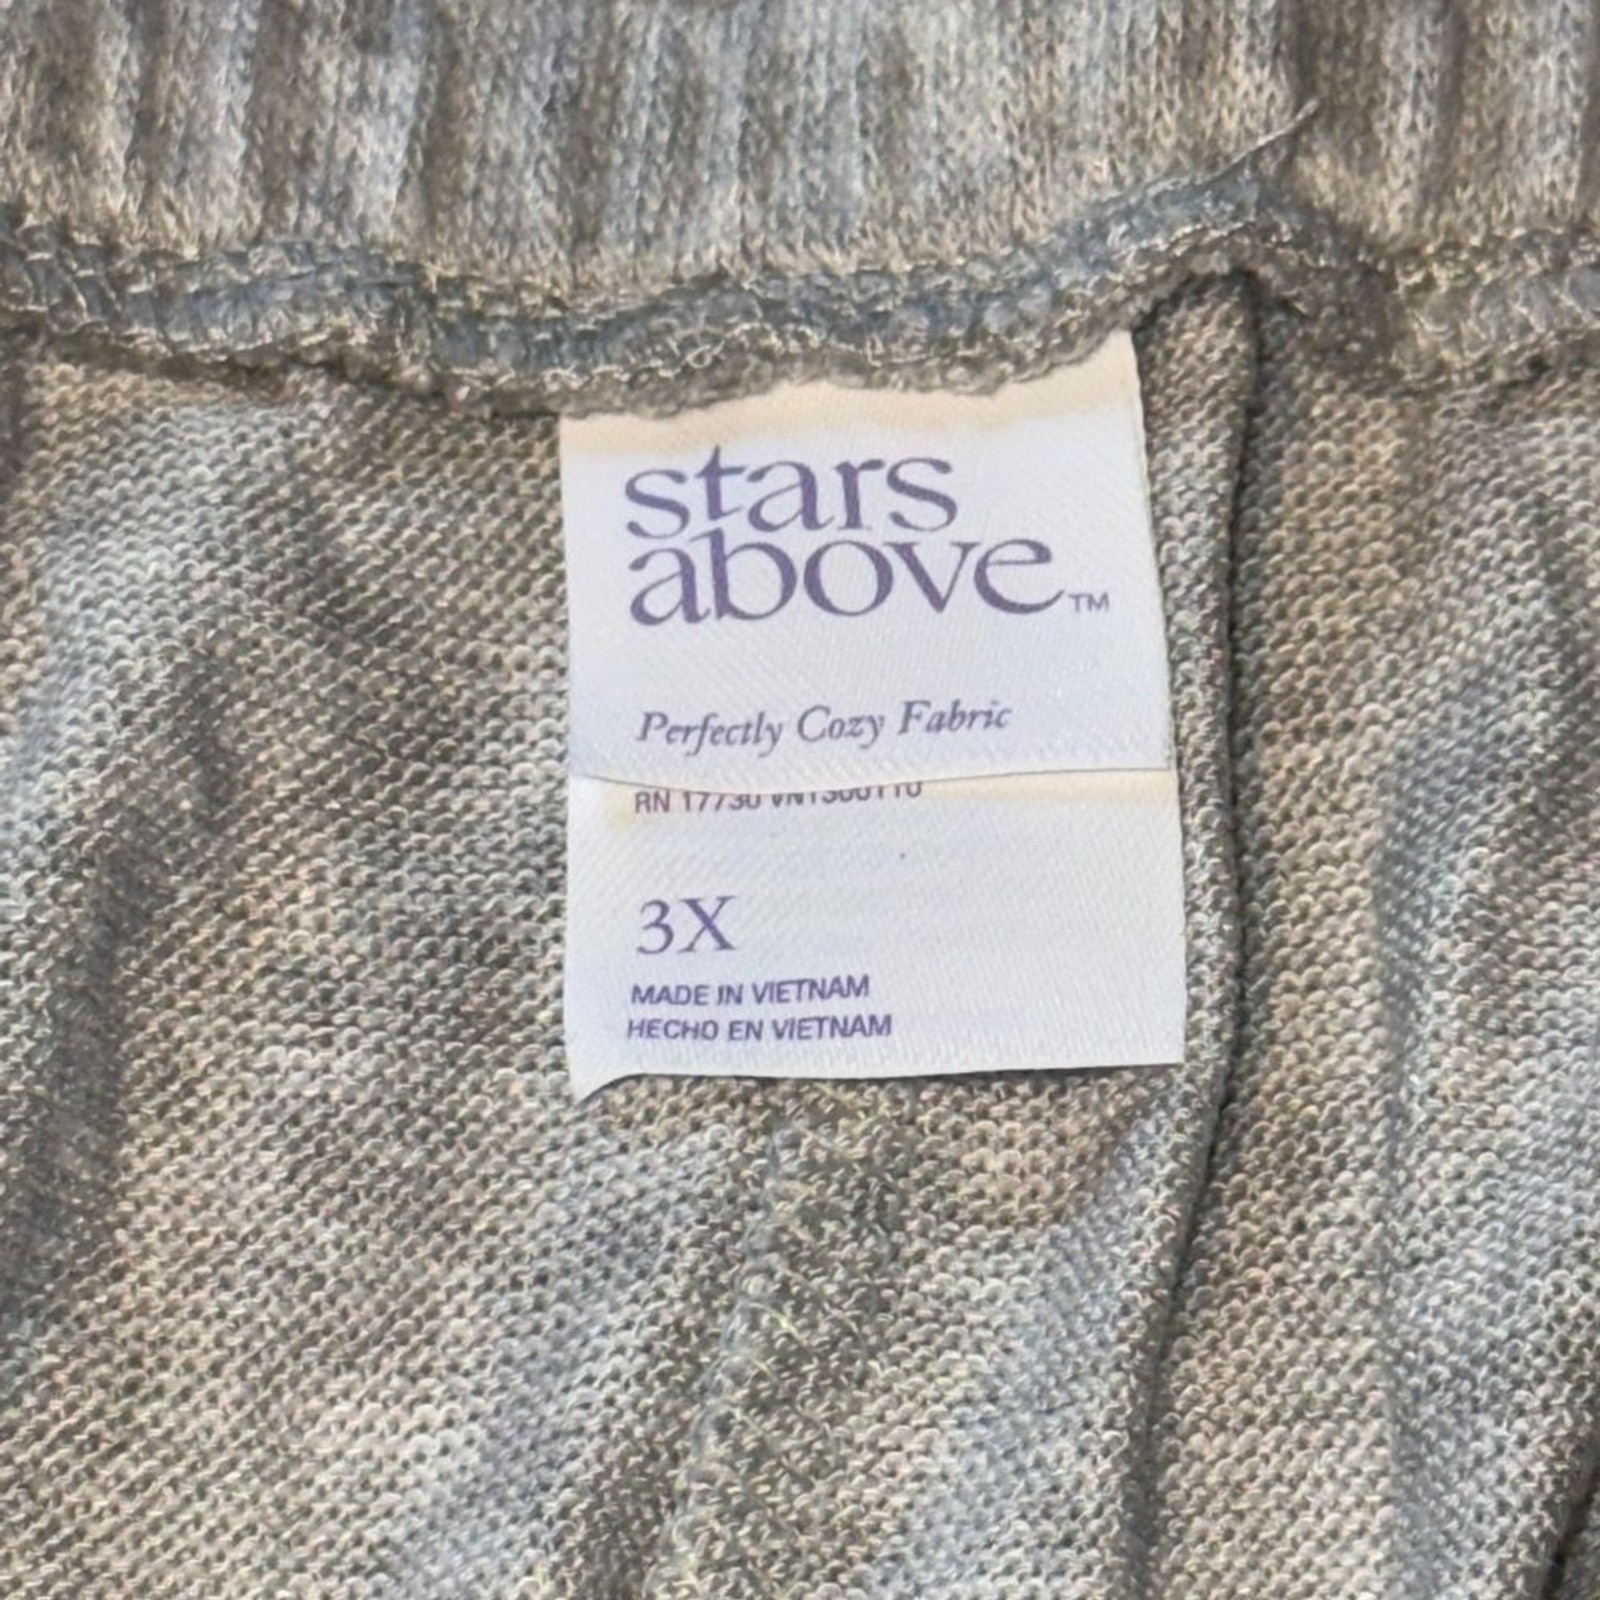 stars
above™
Perfectly Cozy Fabric
RN 17730
3X
MADE IN VIETNAM
HECHO EN VIETNAM